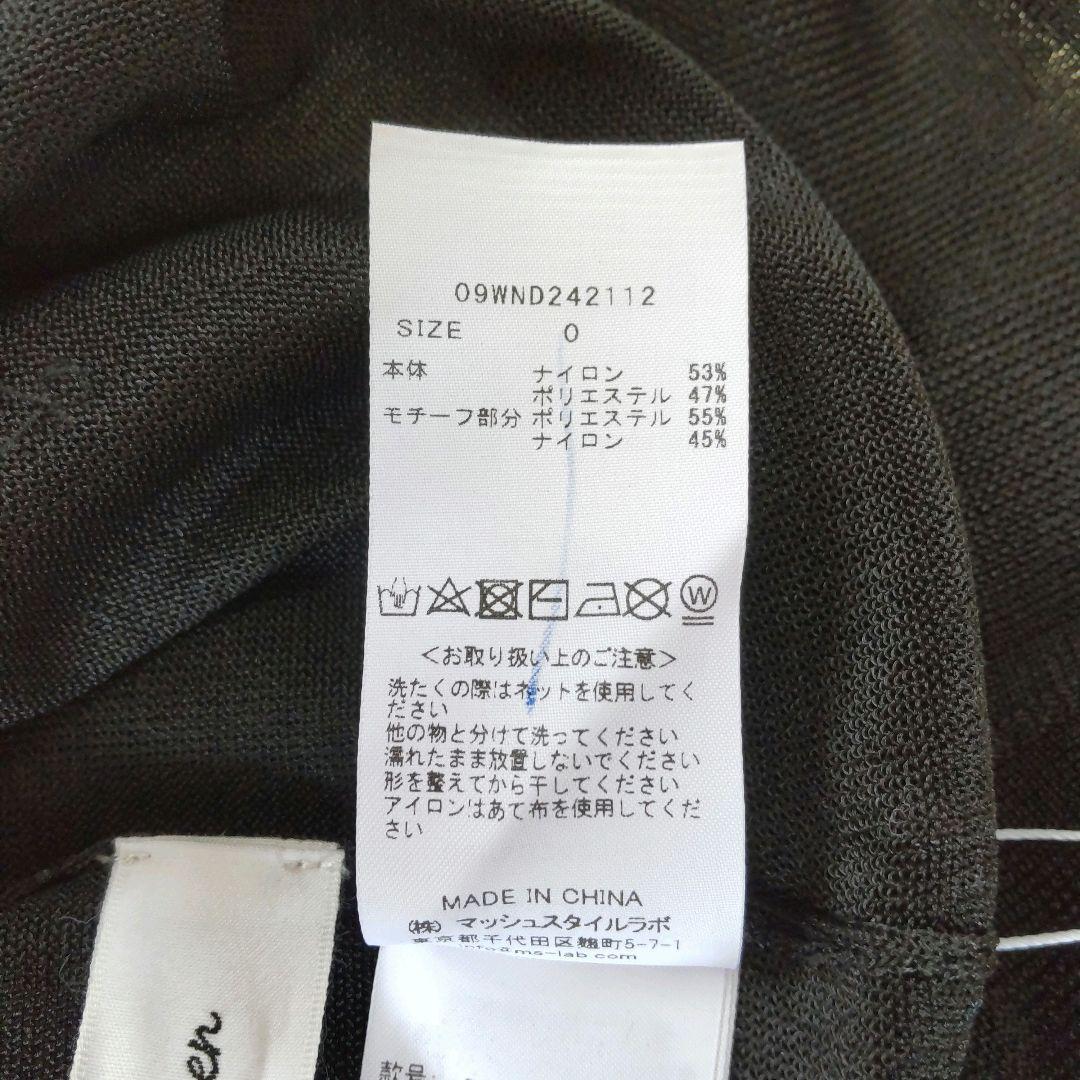 09WND242112
SIZE 0
本体 ナイロン 53%
ポリエステル 47%
モチーフ部分 ポリエステル 55%
ナイロン 45%
W
<お取り扱い上のご注意>
洗たくの際はネットを使用してく
ださい
他の物と分けて洗ってください
濡れたまま放置しないでください
形を整えてから干してください
アイロンはあて布を使用してくだ
さい
MADE IN CHINA
(株) マッシュスタイルラボ
東京都千代田区麹町5-7-1
info@ms-lab.com
款号